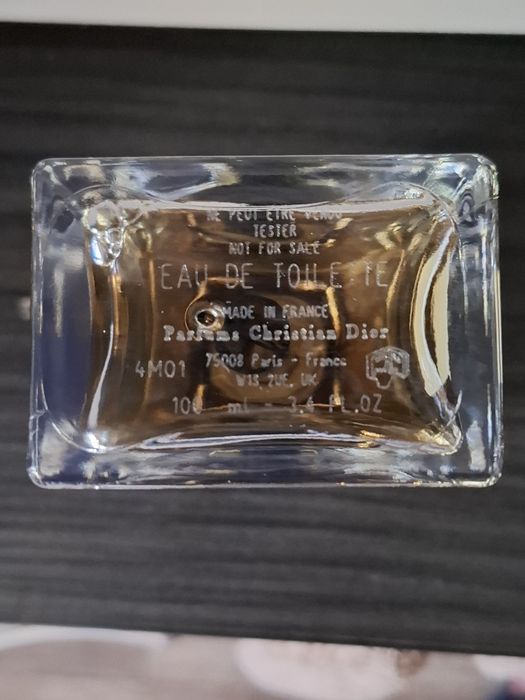 NE PEUT ETRE VENDU
TESTER
NOT FOR SALE
EAU DE TOILETTE
MADE IN FRANCE
Parfums Christian Dior
4M01
75008 Paris - France
W1S 2UE, UK
100 ml - 3.4 FL.OZ